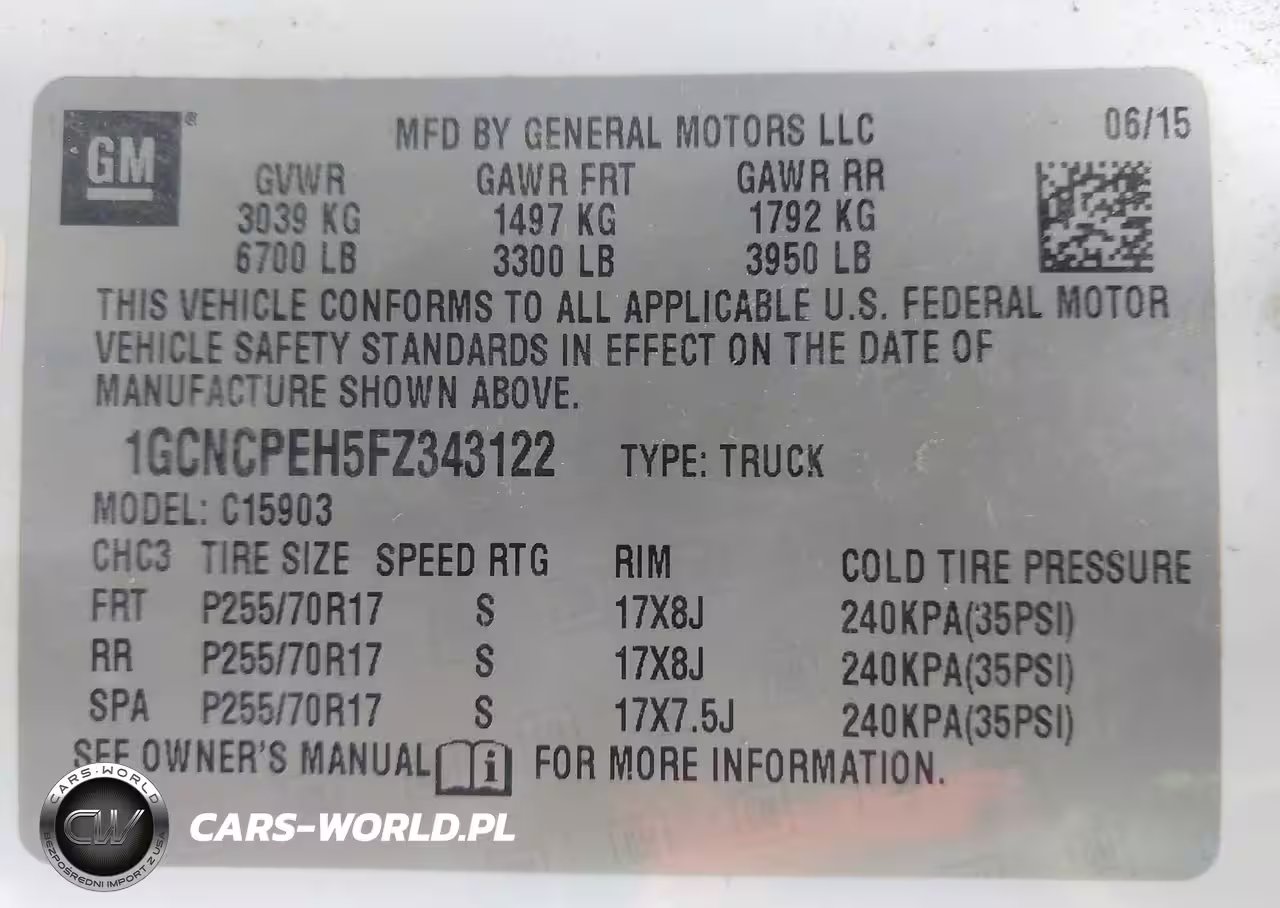 GM ®
MFD BY GENERAL MOTORS LLC 06/15
GVWR GAWR FRT GAWR RR
3039 KG 1497 KG 1792 KG
6700 LB 3300 LB 3950 LB
THIS VEHICLE CONFORMS TO ALL APPLICABLE U.S. FEDERAL MOTOR
VEHICLE SAFETY STANDARDS IN EFFECT ON THE DATE OF
MANUFACTURE SHOWN ABOVE.
1GCNCPEH5FZ343122 TYPE: TRUCK
MODEL: C15903
CHC3 TIRE SIZE SPEED RTG RIM COLD TIRE PRESSURE
FRT P255/70R17 S 17X8J 240KPA(35PSI)
RR P255/70R17 S 17X8J 240KPA(35PSI)
SPA P255/70R17 S 17X7.5J 240KPA(35PSI)
SEE OWNER'S MANUAL i FOR MORE INFORMATION.
CARS-WORLD
CW
BEZPOŚREDNI IMPORT Z USA
CARS-WORLD.PL